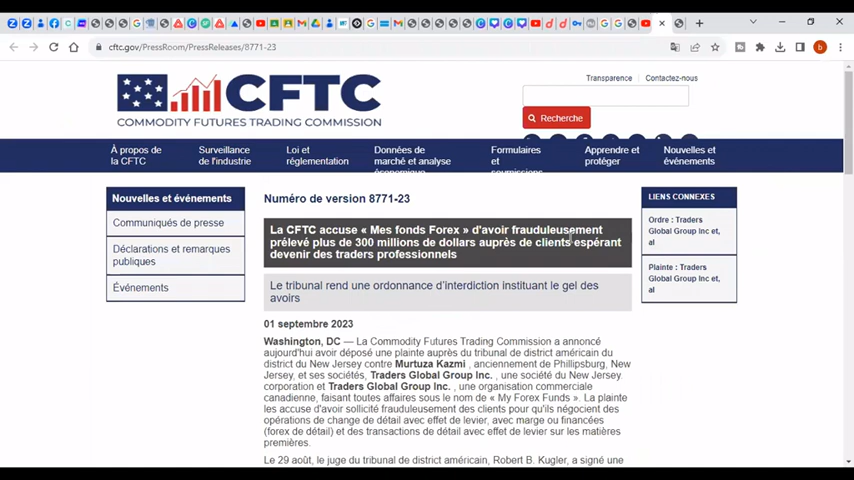 cftc.gov/PressRoom/PressReleases/8771-23
b
CFTC
COMMODITY FUTURES TRADING COMMISSION
Transparence
Contactez-nous
Recherche
À propos de
la CFTC
Surveillance
de l'industrie
Loi et
réglementation
Données de
marché et analyse
économique
Formulaires
et
soumissions
Apprendre et
protéger
Nouvelles et
événements
Nouvelles et événements
Communiqués de presse
Déclarations et remarques
publiques
Événements
Numéro de version 8771-23
La CFTC accuse « Mes fonds Forex » d'avoir frauduleusement
prélevé plus de 300 millions de dollars auprès de clients espérant
devenir des traders professionnels
Le tribunal rend une ordonnance d'interdiction instituant le gel des
avoirs
01 septembre 2023
Washington, DC — La Commodity Futures Trading Commission a annoncé
aujourd'hui avoir déposé une plainte auprès du tribunal de district américain du
district du New Jersey contre Murtuza Kazmi , anciennement de Phillipsburg, New
Jersey, et ses sociétés, Traders Global Group Inc. , une société du New Jersey.
corporation et Traders Global Group Inc. , une organisation commerciale
canadienne, faisant toutes affaires sous le nom de « My Forex Funds ». La plainte
les accuse d'avoir sollicité frauduleusement des clients pour qu'ils négocient des
opérations de change de détail avec effet de levier, avec marge ou financées
(forex de détail) et des transactions de détail avec effet de levier sur les matières
premières.
Le 29 août, le juge du tribunal de district américain, Robert B. Kugler, a signé une
LIENS CONNEXES
Ordre : Traders
Global Group Inc et,
al
Plainte : Traders
Global Group Inc et,
al